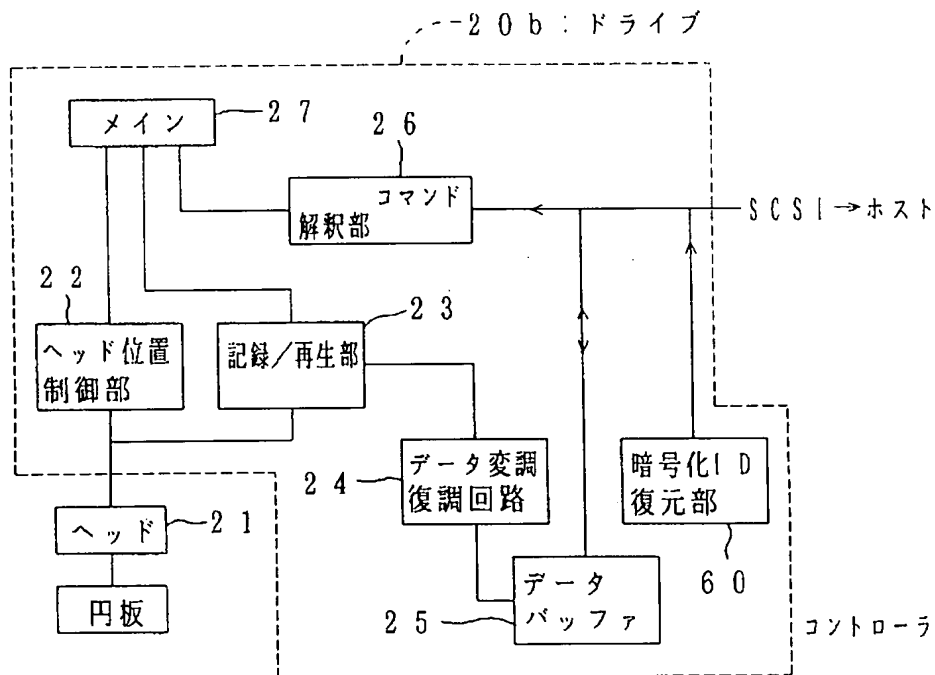 20b:ドライブ
メイン
27
26
コマンド
解釈部
SCSI→ホスト
22
ヘッド位置
制御部
23
記録/再生部
24
データ変調
復調回路
暗号化ID
復元部
60
ヘッド
21
円板
データ
バッファ
25
コントローラ